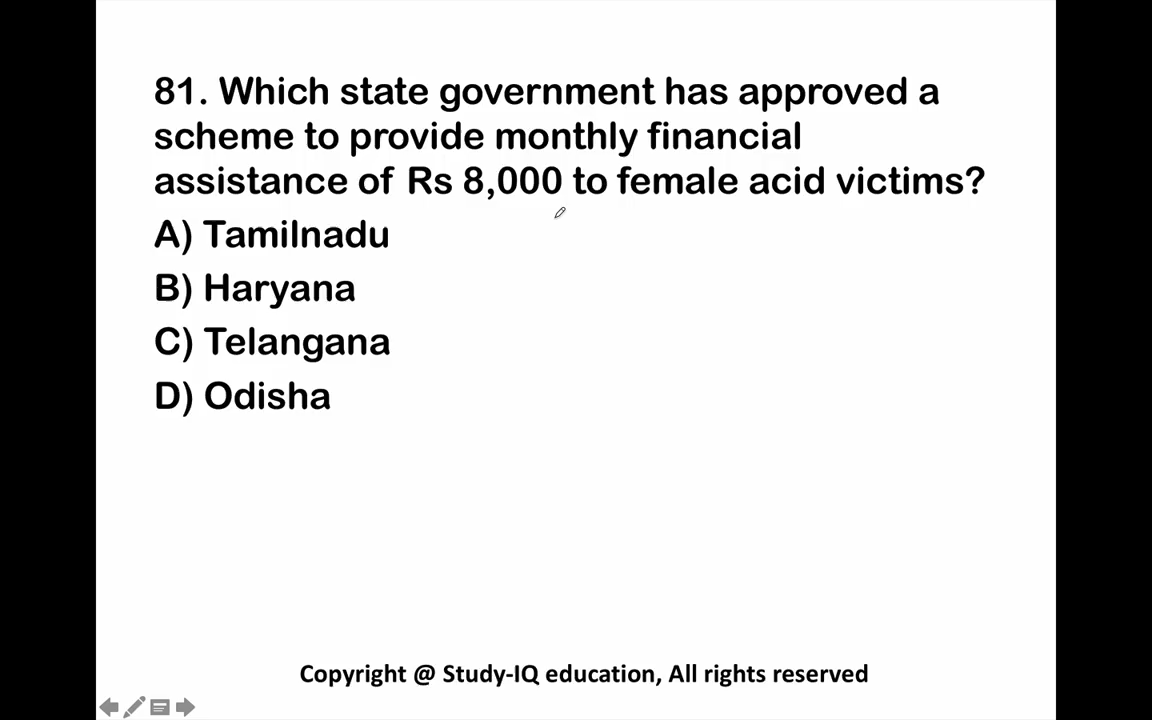 81. Which state government has approved a
scheme to provide monthly financial
assistance of Rs 8,000 to female acid victims?
A) Tamilnadu
B) Haryana
C) Telangana
D) Odisha
Copyright @ Study-IQ education, All rights reserved